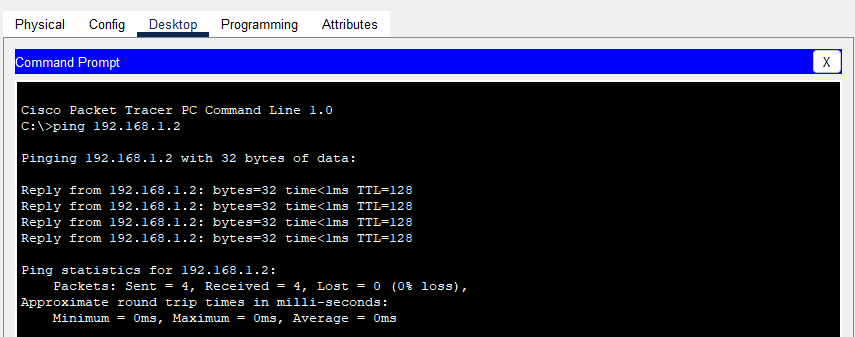 Physical Config Desktop Programming Attributes
Command Prompt X
Cisco Packet Tracer PC Command Line 1.0
C:\>ping 192.168.1.2
Pinging 192.168.1.2 with 32 bytes of data:
Reply from 192.168.1.2: bytes=32 time<1ms TTL=128
Reply from 192.168.1.2: bytes=32 time<1ms TTL=128
Reply from 192.168.1.2: bytes=32 time<1ms TTL=128
Reply from 192.168.1.2: bytes=32 time<1ms TTL=128
Ping statistics for 192.168.1.2:
Packets: Sent = 4, Received = 4, Lost = 0 (0% loss),
Approximate round trip times in milli-seconds:
Minimum = 0ms, Maximum = 0ms, Average = 0ms